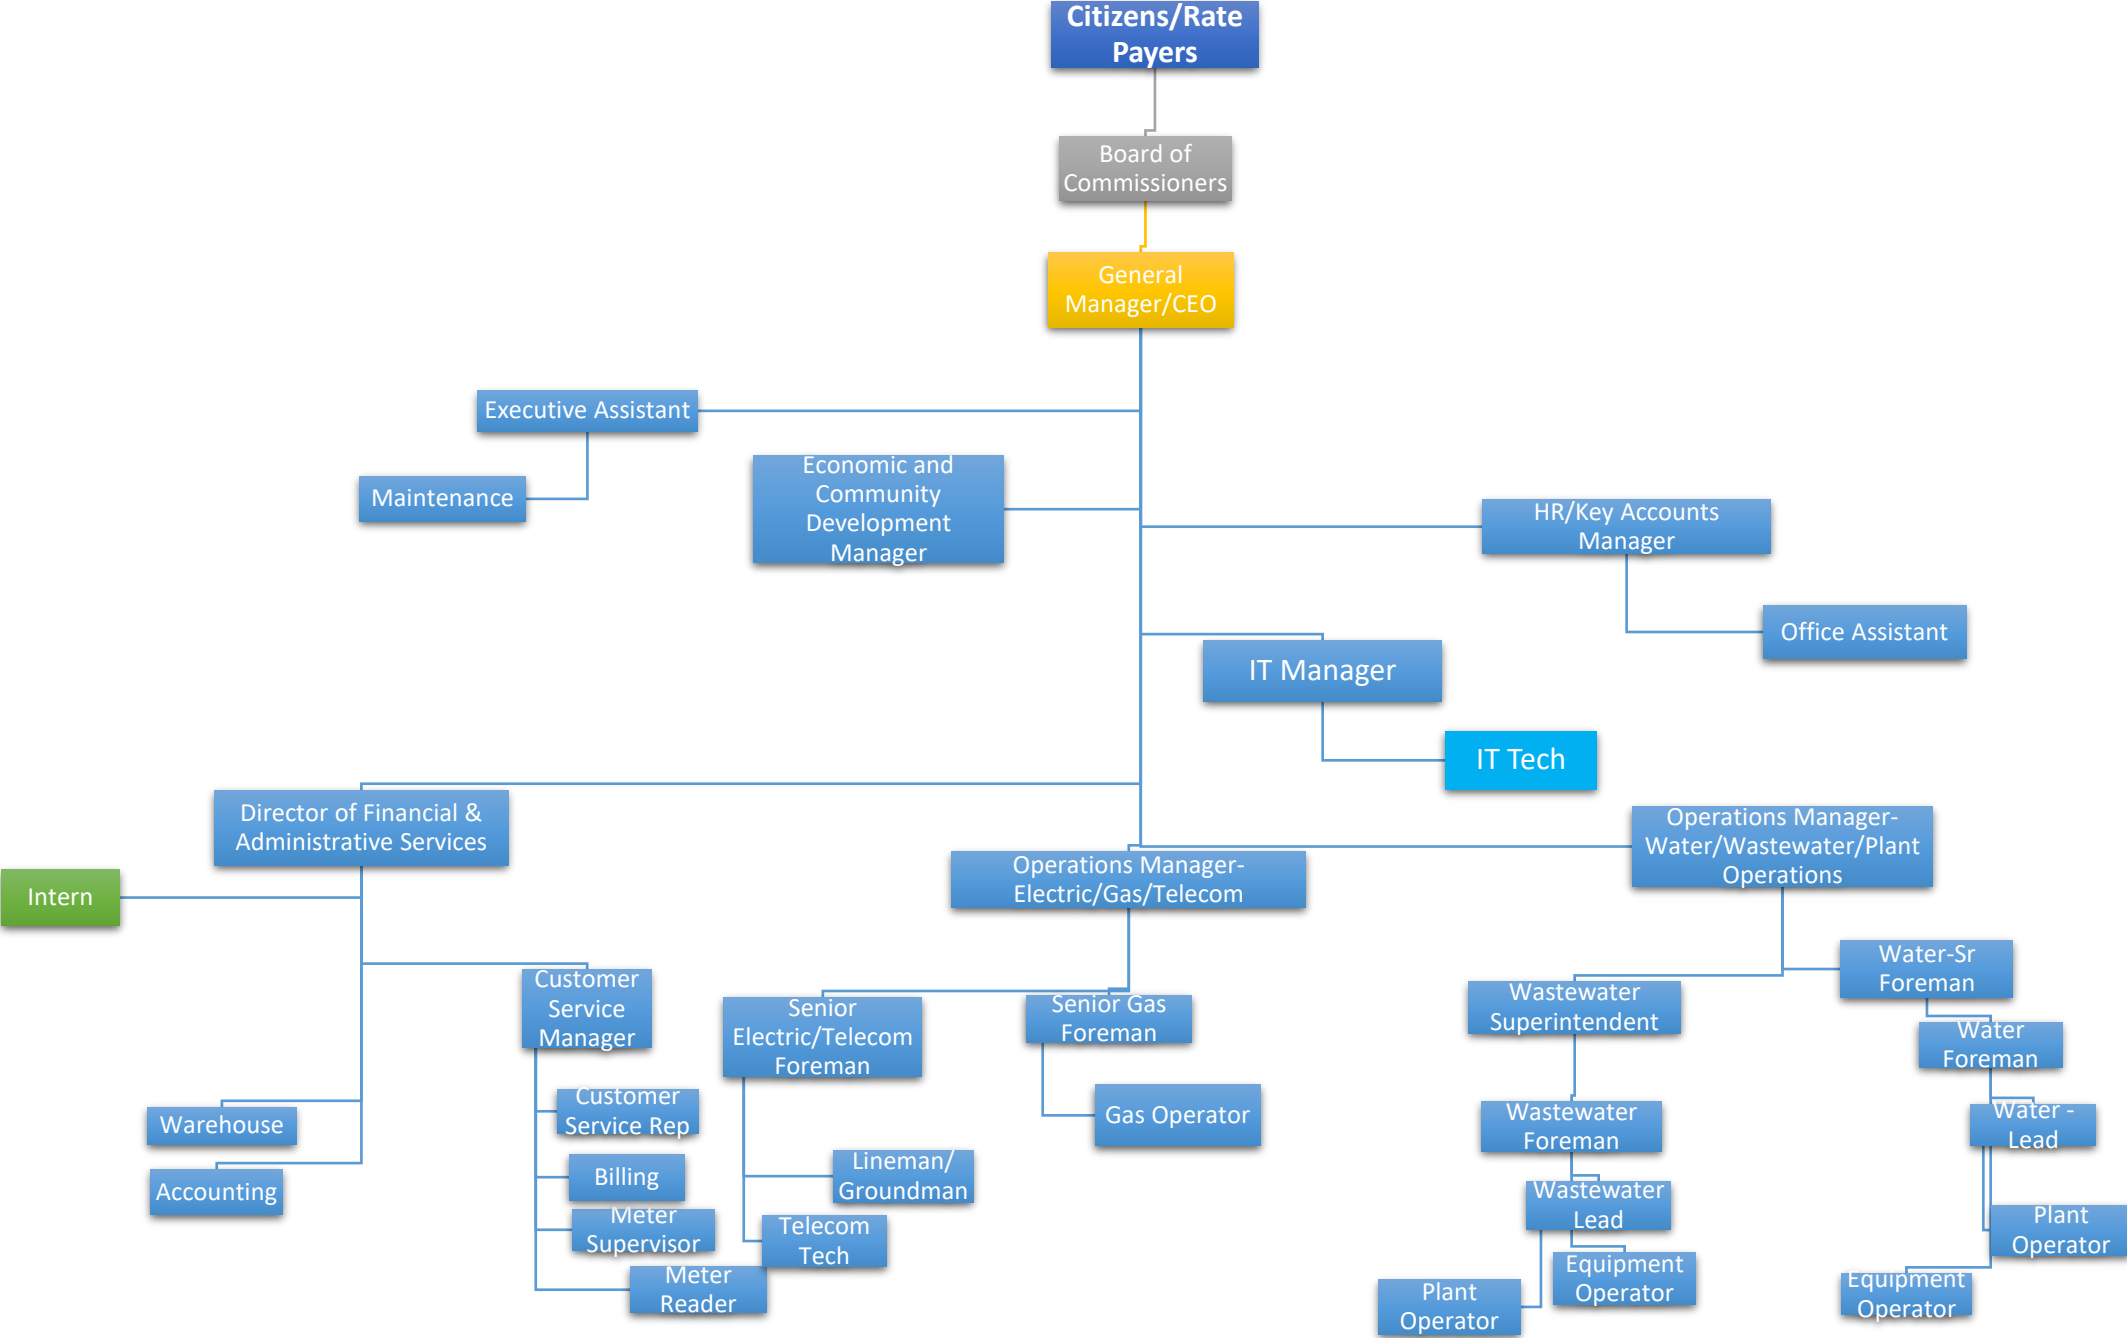 Citizens/Rate
Payers
Board of
Commissioners
General
Manager/CEO
Executive Assistant
Maintenance
Economic and
Community
Development
Manager
HR/Key Accounts
Manager
Office Assistant
IT Manager
IT Tech
Director of Financial &
Administrative Services
Intern
Operations Manager-
Electric/Gas/Telecom
Operations Manager-
Water/Wastewater/Plant
Operations
Customer
Service
Manager
Senior
Electric/Telecom
Foreman
Senior Gas
Foreman
Wastewater
Superintendent
Water-Sr
Foreman
Water
Foreman
Warehouse
Accounting
Customer
Service Rep
Billing
Meter
Supervisor
Meter
Reader
Lineman/
Groundman
Telecom
Tech
Gas Operator
Wastewater
Foreman
Wastewater
Lead
Equipment
Operator
Plant
Operator
Water -
Lead
Plant
Operator
Equipment
Operator